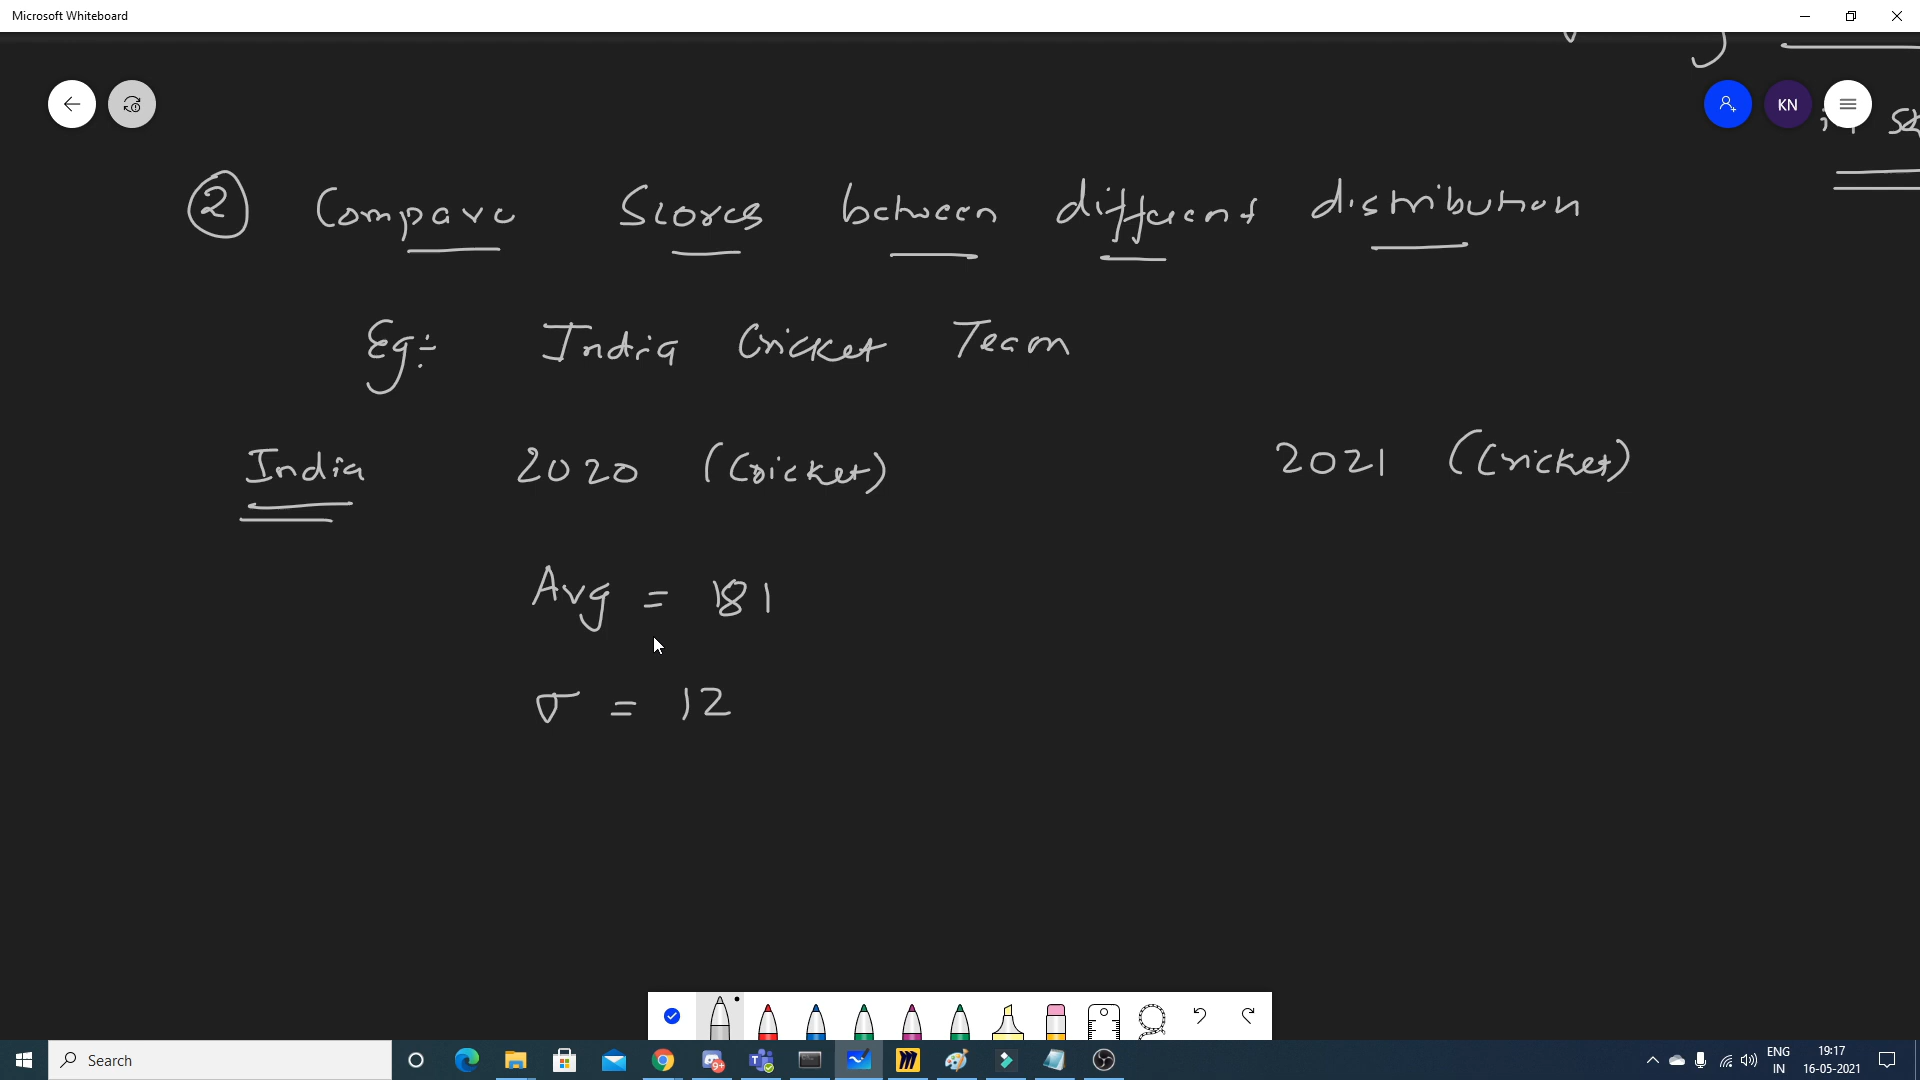 Microsoft Whiteboard
KN
② Compare Scores between different distribution
Eg:- India Cricket Team
India 2020 (Cricket) 2021 (Cricket)
Avg = 181
σ = 12
Search
9+
ENG
IN
19:17
16-05-2021